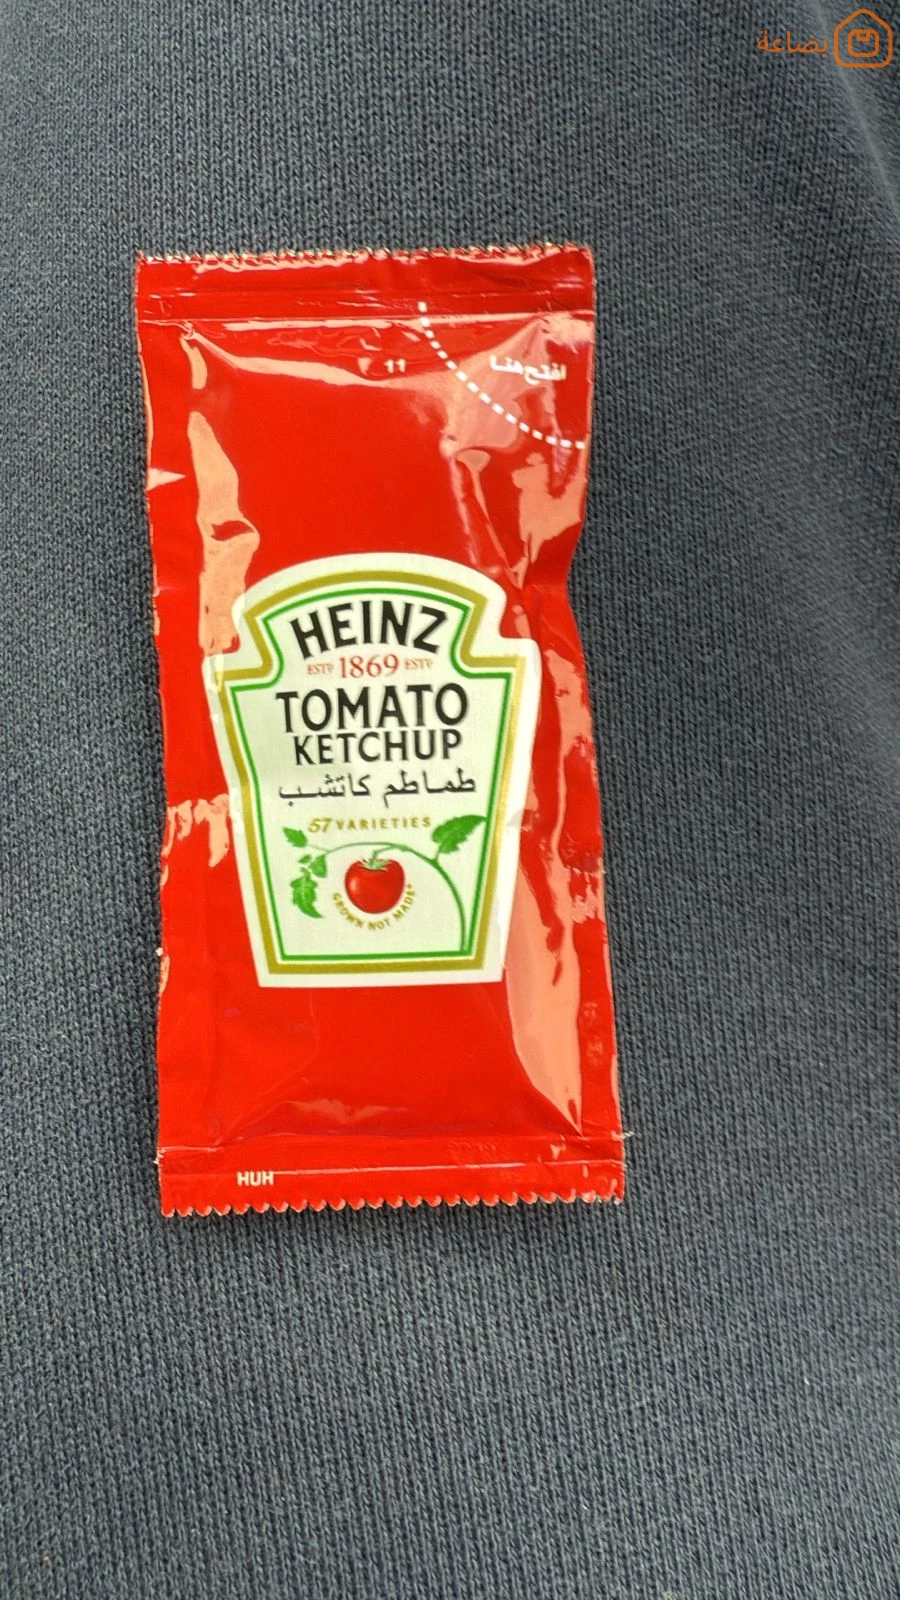 بضاعة
11
افتح هنا
HEINZ
ESTD 1869 ESTD
TOMATO
KETCHUP
طماطم كاتشب
57 VARIETIES
GROWN NOT MADE
HUH